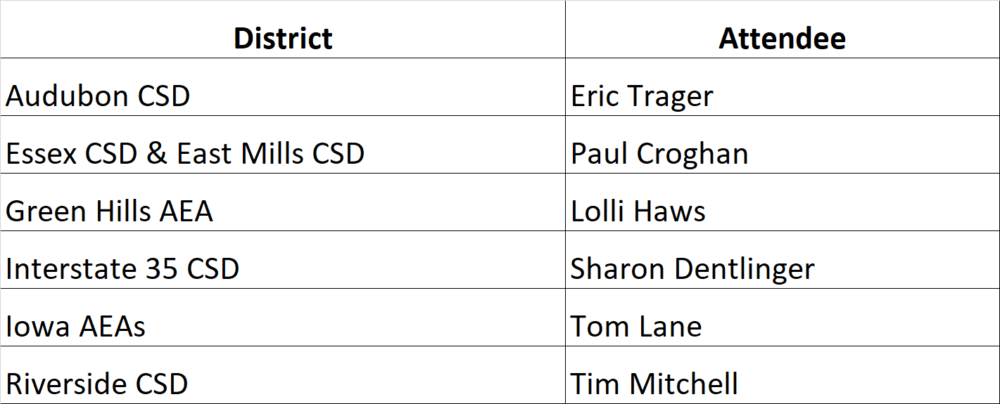 District Attendee
Audubon CSD Eric Trager
Essex CSD & East Mills CSD Paul Croghan
Green Hills AEA Lolli Haws
Interstate 35 CSD Sharon Dentlinger
Iowa AEAs Tom Lane
Riverside CSD Tim Mitchell